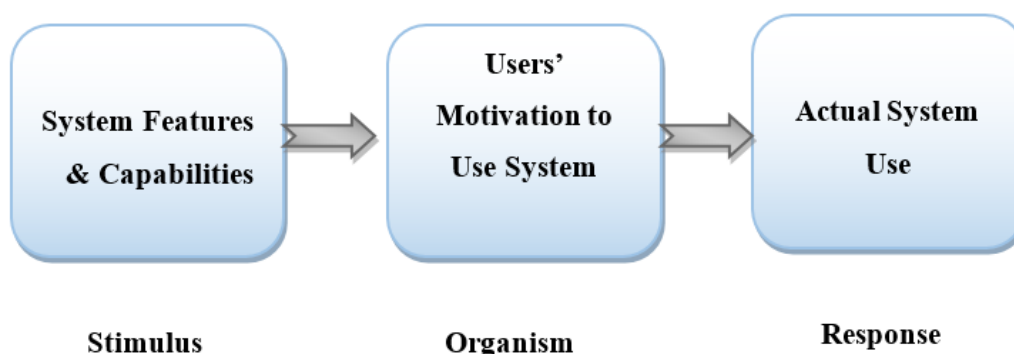 System Features
& Capabilities
Users’
Motivation to
Use System
Actual System
Use
Stimulus
Organism
Response